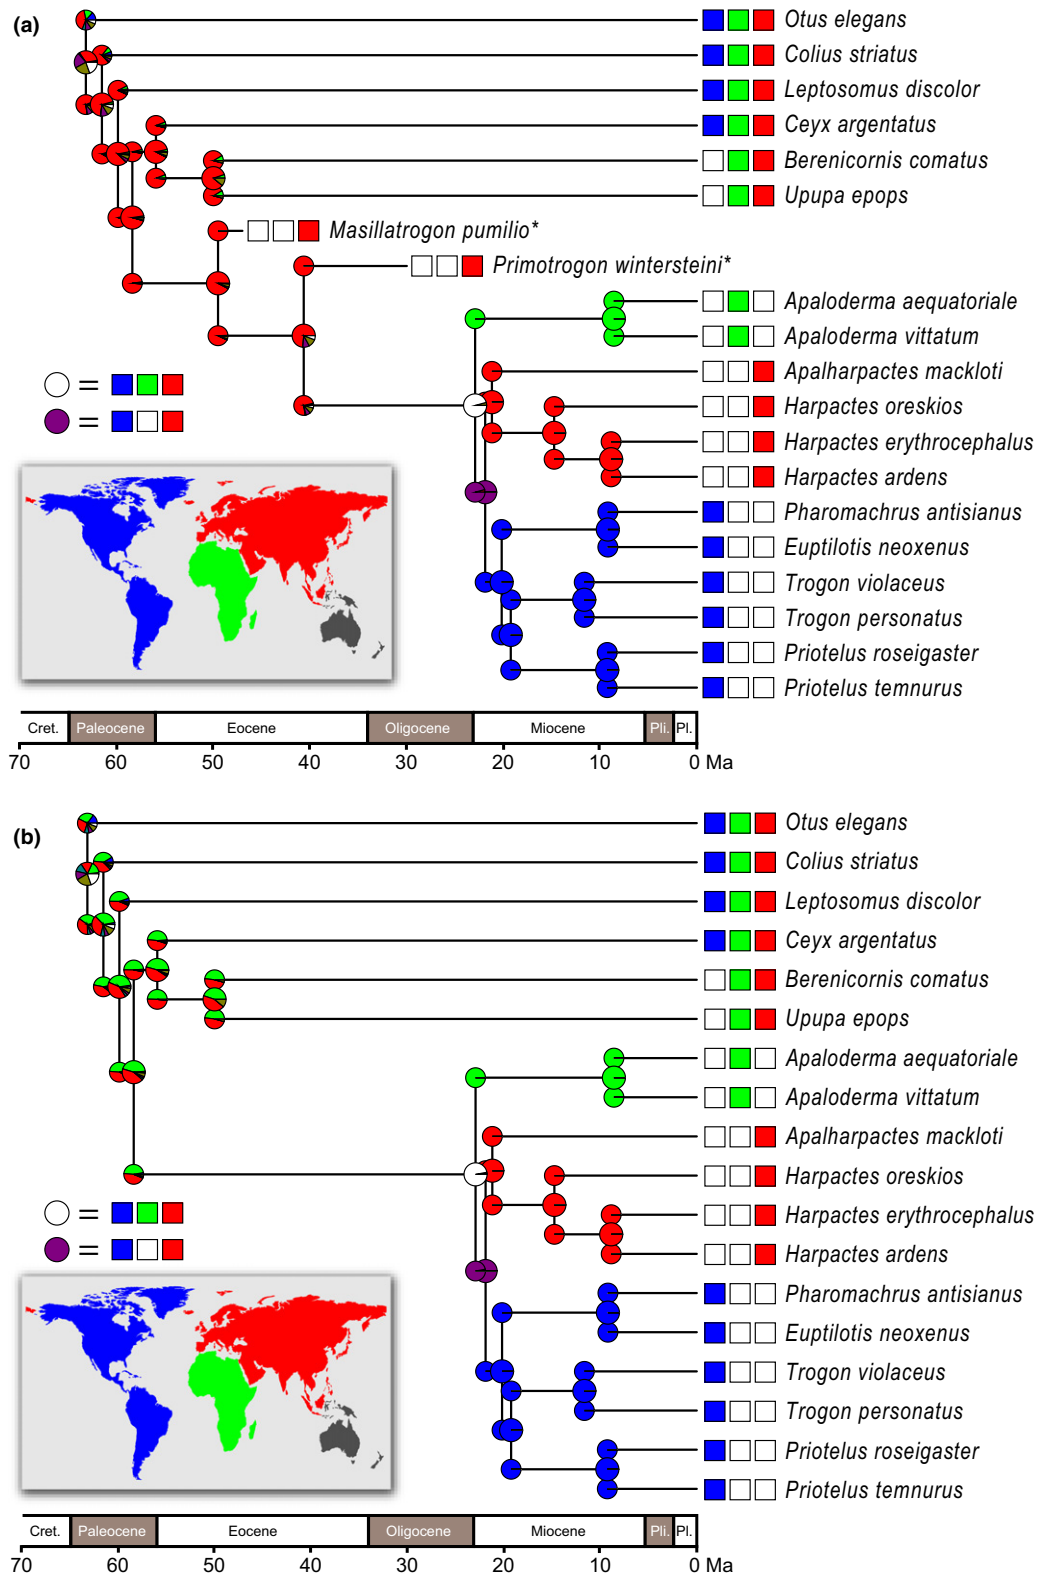 (a)
Otus elegans
Colius striatus
Leptosomus discolor
Ceyx argentatus
Berenicornis comatus
Upupa epops
Masillatrogon pumilio*
Primotrogon wintersteini*
Apaloderma aequatoriale
Apaloderma vittatum
Apalharpactes mackloti
Harpactes oreskios
Harpactes erythrocephalus
Harpactes ardens
Pharomachrus antisianus
Euptilotis neoxenus
Trogon violaceus
Trogon personatus
Priotelus roseigaster
Priotelus temnurus
=
=
Cret. Paleocene Eocene Oligocene Miocene Pli. Pl.
70 60 50 40 30 20 10 0 Ma
(b)
Otus elegans
Colius striatus
Leptosomus discolor
Ceyx argentatus
Berenicornis comatus
Upupa epops
Apaloderma aequatoriale
Apaloderma vittatum
Apalharpactes mackloti
Harpactes oreskios
Harpactes erythrocephalus
Harpactes ardens
Pharomachrus antisianus
Euptilotis neoxenus
Trogon violaceus
Trogon personatus
Priotelus roseigaster
Priotelus temnurus
=
=
Cret. Paleocene Eocene Oligocene Miocene Pli. Pl.
70 60 50 40 30 20 10 0 Ma